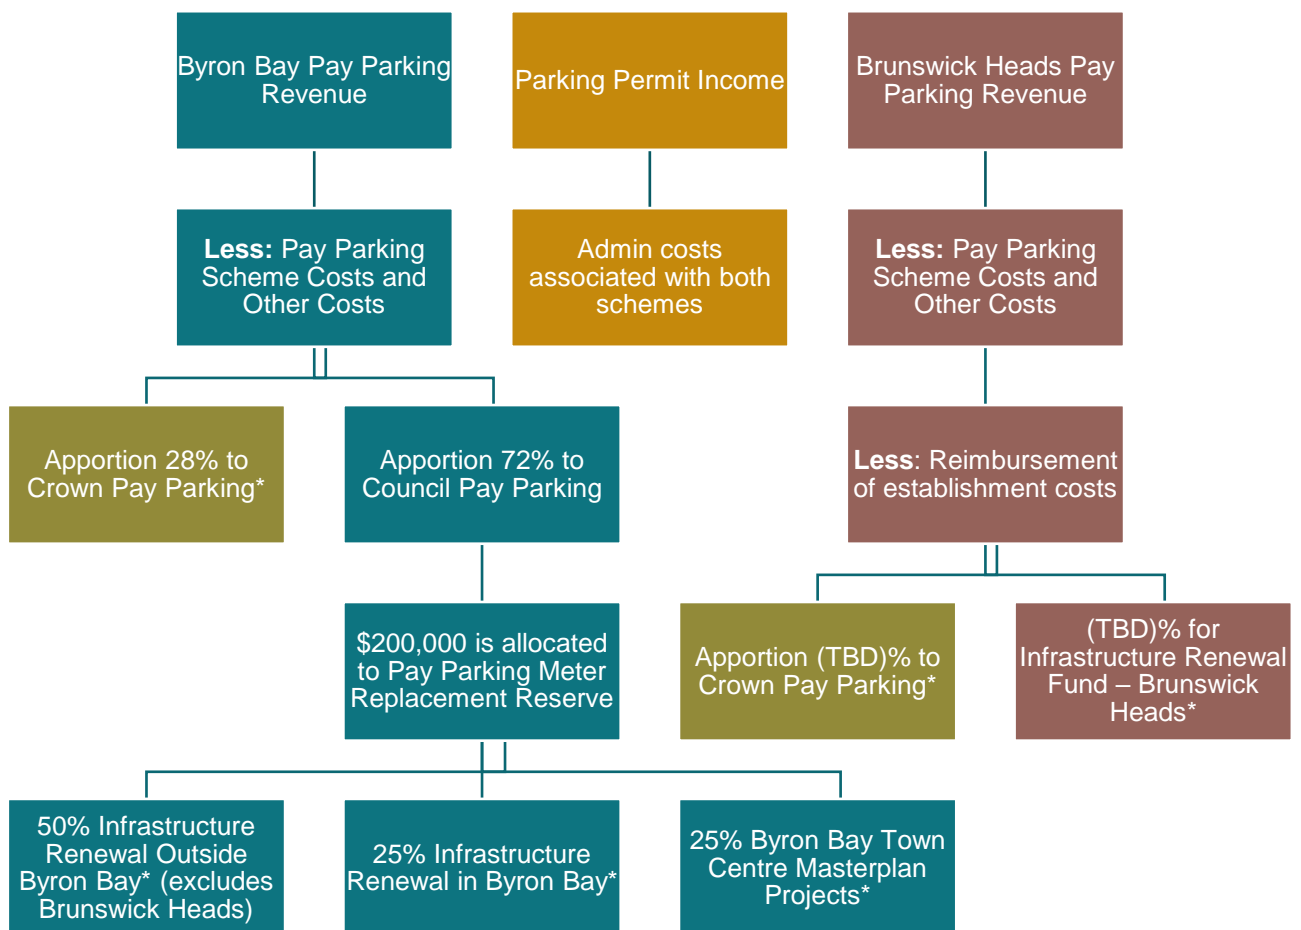 Byron Bay Pay Parking
Revenue
Parking Permit Income
Brunswick Heads Pay
Parking Revenue
Less: Pay Parking
Scheme Costs and
Other Costs
Admin costs
associated with both
schemes
Less: Pay Parking
Scheme Costs and
Other Costs
Apportion 28% to
Crown Pay Parking*
Apportion 72% to
Council Pay Parking
Less: Reimbursement
of establishment costs
$200,000 is allocated
to Pay Parking Meter
Replacement Reserve
Apportion (TBD)% to
Crown Pay Parking*
(TBD)% for
Infrastructure Renewal
Fund – Brunswick
Heads*
50% Infrastructure
Renewal Outside
Byron Bay* (excludes
Brunswick Heads)
25% Infrastructure
Renewal in Byron Bay*
25% Byron Bay Town
Centre Masterplan
Projects*